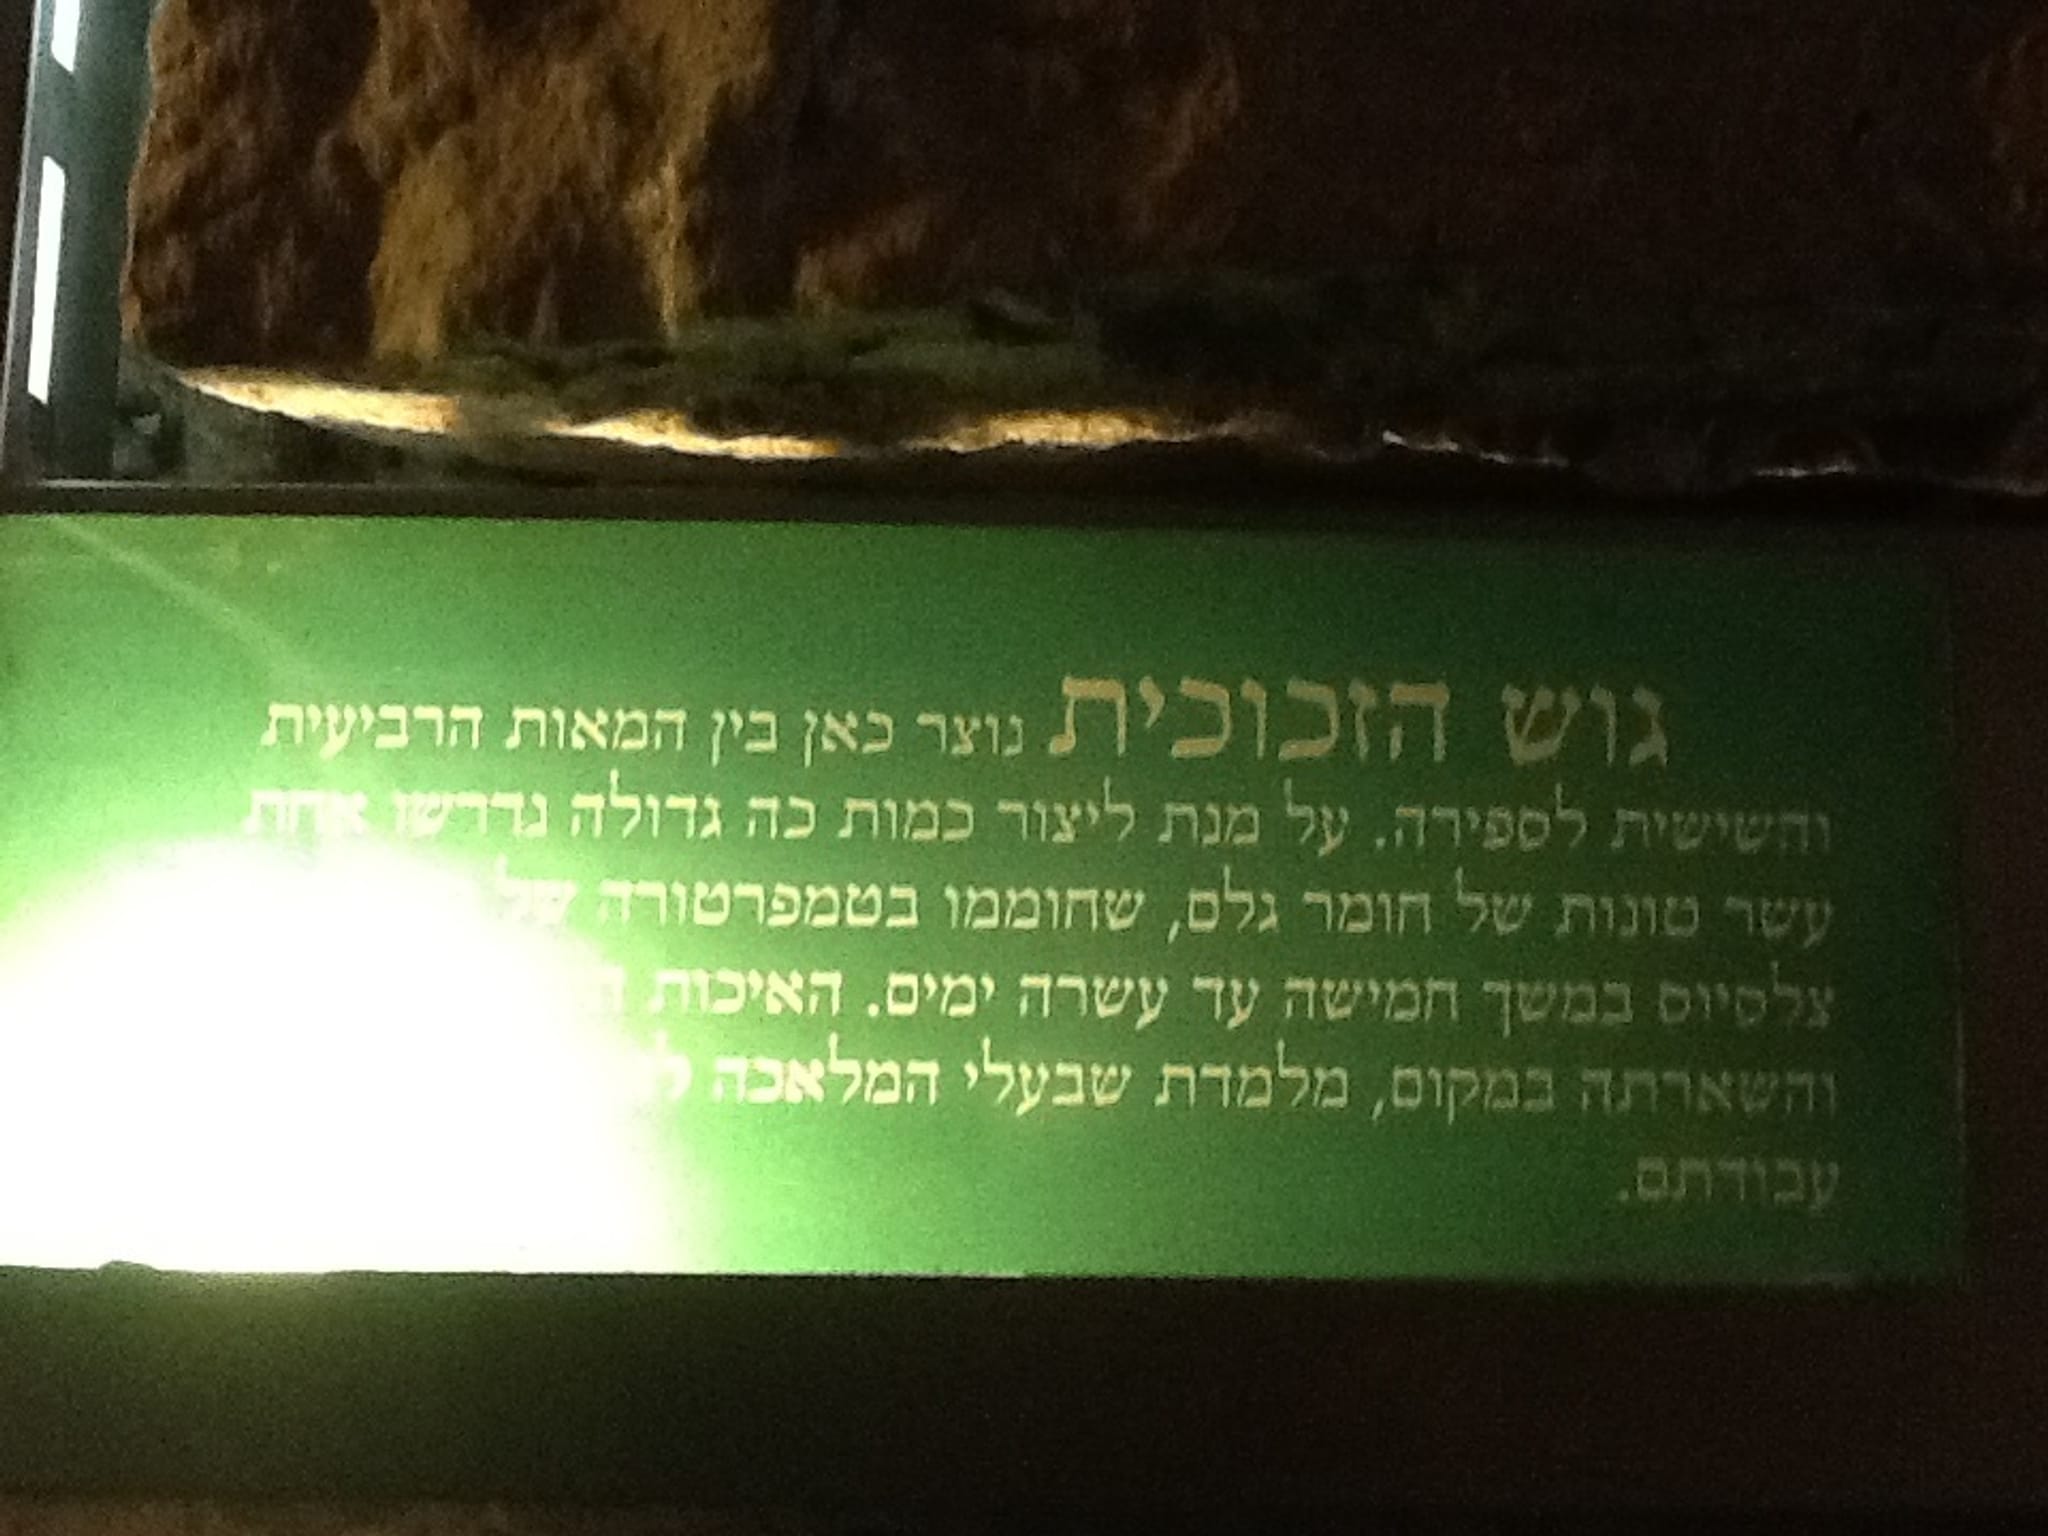 גוש הזכוכית נוצר כאן בין המאות הרביעית
והשישית לספירה. על מנת ליצור כמות כה גדולה נדרשו אחת
עשר טונות של חומר גלם, שחוממו בטמפרטורה של
צלסיוס במשך חמישה עד עשרה ימים. האיכות
והשארתה במקום, מלמדת שבעלי המלאכה
עבודתם.